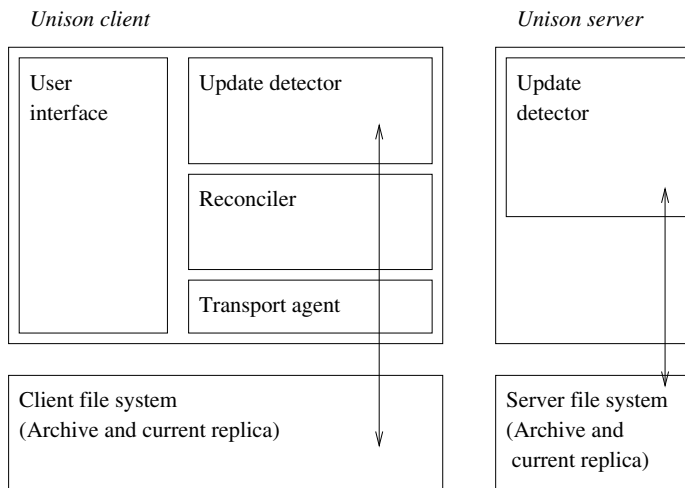 Unison client
User
interface
Update detector
Reconciler
Transport agent
Client file system
(Archive and current replica)
Unison server
Update
detector
Server file system
(Archive and
current replica)